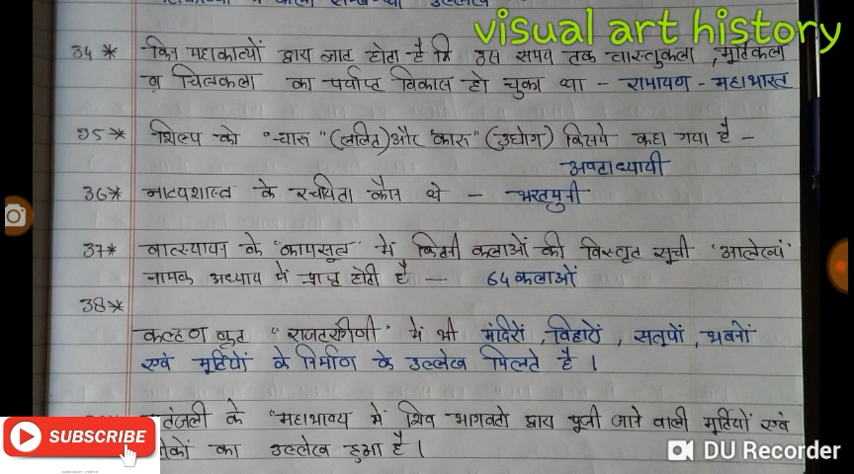 visual art history
34* किन महाकाव्यों द्वारा ज्ञात होता है कि उस समय तक वास्तुकला, मूर्तिकला
व चित्रकला का पर्याप्त विकास हो चुका था - रामायण - महाभारत
35* शिल्प को "चारु" (ललित) और "कारु" (उद्योग) किसमे कहा गया है -
अष्टाध्यायी
36* नाट्यशास्त्र के रचयिता कौन थे - भरतमुनी
37* वात्स्यायन के "कामसूत्र" में कितनी कलाओं की विस्तृत सूची 'आलेख्यं'
नामक अध्याय में प्राप्त होती है - 64 कलाओं
38*
कल्हण कृत "राजतरंगिणी" में भी मंदिरों, विहारों, सतूपों, भवनों
एवं मूर्तियों के निर्माण के उल्लेख मिलते है।
के "महाभाष्य में शिव भागवतो द्वारा पूजी जाने वाली मूर्तियों एवं
का उल्लेख हुआ है।
SUBSCRIBE
DU Recorder